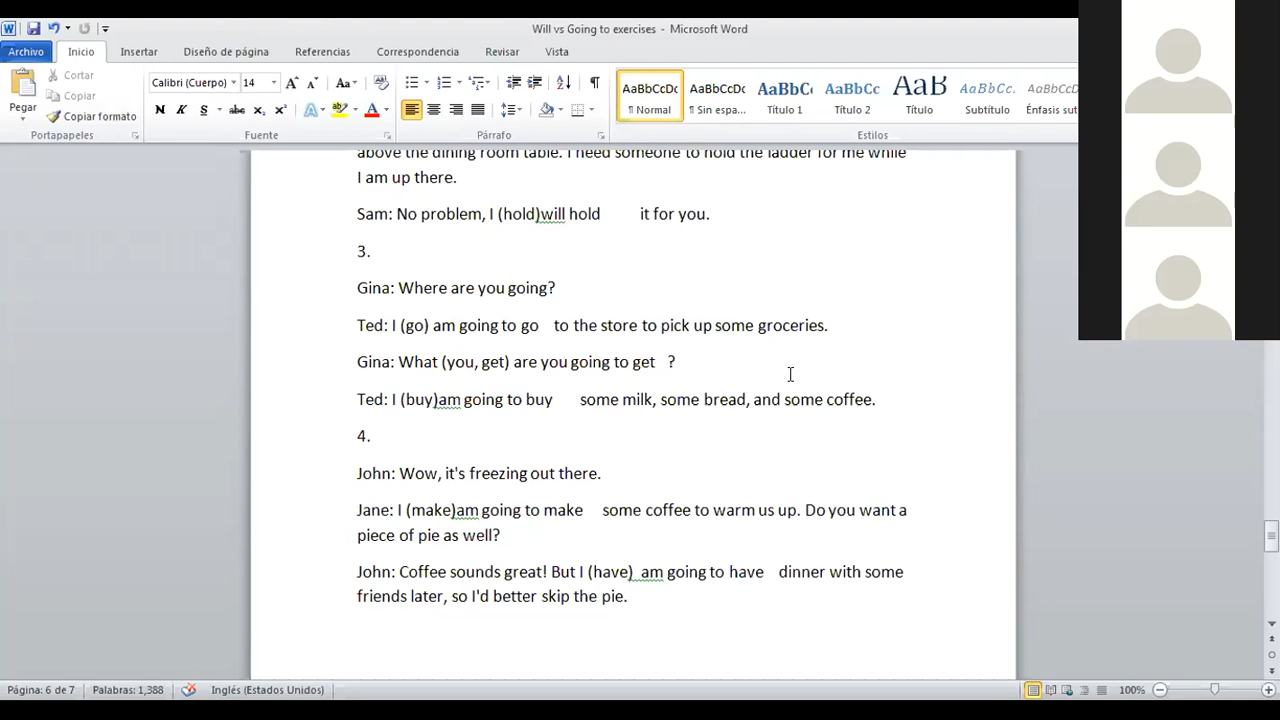 Will vs Going to exercises - Microsoft Word
Archivo Inicio Insertar Diseño de página Referencias Correspondencia Revisar Vista
Cortar
Copiar
Pegar
Copiar formato
Portapapeles
Calibri (Cuerpo) 14
N K S abc
Fuente
Párrafo
AaBbCcDc AaBbCcDc AaBbC AaBbCc AaB AaBbCc. AaBbCcDc
¶ Normal ¶ Sin espa... Título 1 Título 2 Título Subtítulo Énfasis sut
Estilos
above the dining room table. I need someone to hold the ladder for me while
I am up there.
Sam: No problem, I (hold)will hold it for you.
3.
Gina: Where are you going?
Ted: I (go) am going to go to the store to pick up some groceries.
Gina: What (you, get) are you going to get ?
Ted: I (buy)am going to buy some milk, some bread, and some coffee.
4.
John: Wow, it's freezing out there.
Jane: I (make)am going to make some coffee to warm us up. Do you want a
piece of pie as well?
John: Coffee sounds great! But I (have) am going to have dinner with some
friends later, so I'd better skip the pie.
Página: 6 de 7 Palabras: 1,388 Inglés (Estados Unidos) 100%